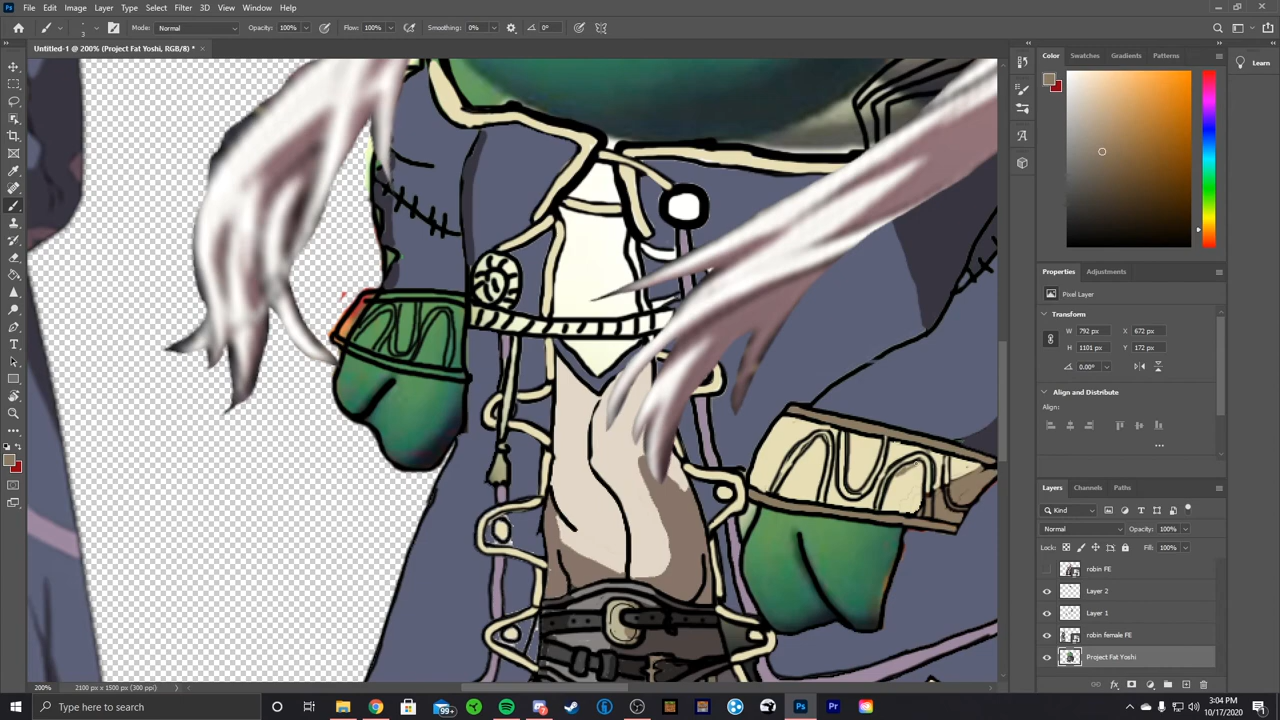 File Edit Image Layer Type Select Filter 3D View Window Help
3 Mode: Normal Opacity: 100% Flow: 100% Smoothing: 0% 0°
Untitled-1 @ 200% (Project Fat Yoshi, RGB/8) * ×
Color Swatches Gradients Patterns
Learn
Properties Adjustments
Pixel Layer
Transform
W 792 px X 672 px
H 1101 px Y 172 px
0.00°
Align and Distribute
Align:
Layers Channels Paths
Kind
Normal Opacity: 100%
Lock: Fill: 100%
robin FE
Layer 2
Layer 1
robin female FE
Project Fat Yoshi
200% 2100 px x 1500 px (300 ppi)
Type here to search
99+
3:04 PM
10/17/2020